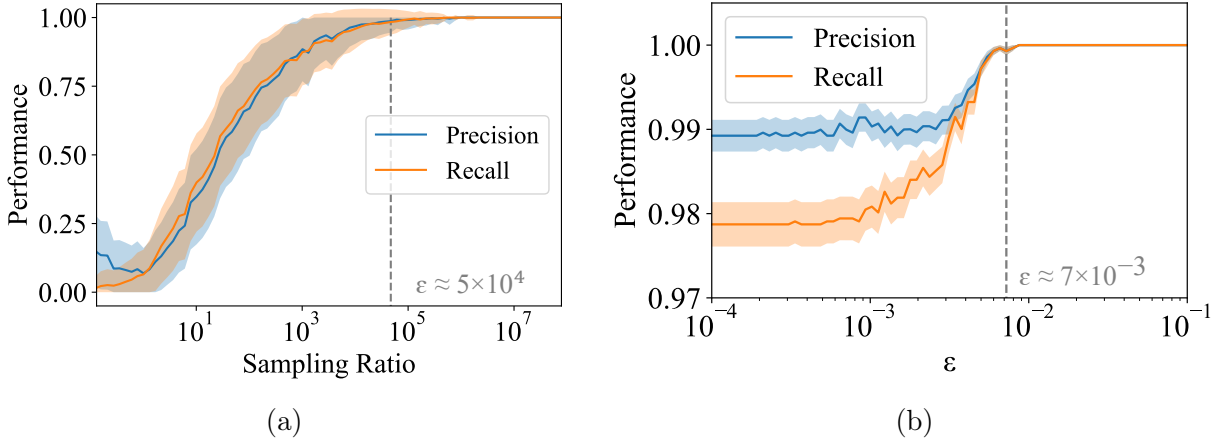 1.00
0.75
0.50
0.25
0.00
Performance
Precision
Recall
ε ≈ 5×10⁴
10¹
10³
10⁵
10⁷
Sampling Ratio
(a)
1.00
0.99
0.98
0.97
Performance
Precision
Recall
ε ≈ 7×10⁻³
10⁻⁴
10⁻³
10⁻²
10⁻¹
ε
(b)